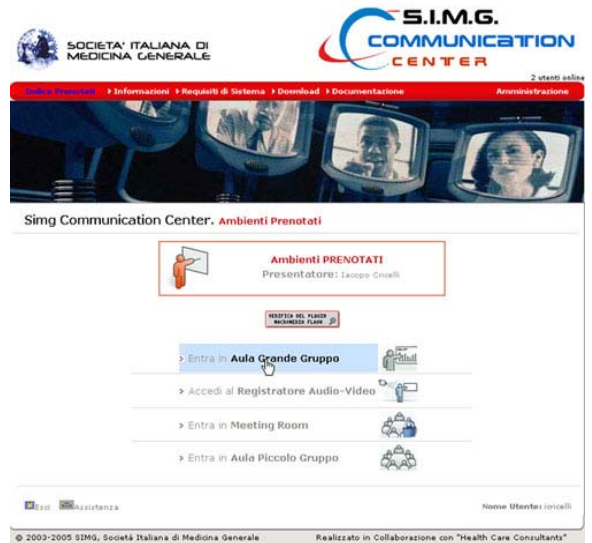 SOCIETA' ITALIANA DI
MEDICINA GENERALE
S.I.M.G.
COMMUNICATION
CENTER
2 utenti online
Indice Prenotati Informazioni Requisiti di Sistema Download Documentazione Amministrazione
Simg Communication Center. Ambienti Prenotati
Ambienti PRENOTATI
Presentatore: Iacopo Cricelli
VERIFICA DEL PLUGIN
MACROMEDIA FLASH
> Entra in Aula Grande Gruppo
> Accedi al Registratore Audio-Video
> Entra in Meeting Room
> Entra in Aula Piccolo Gruppo
Esci Assistenza
Nome Utente:
© 2003-2005 SIMG, Società Italiana di Medicina Generale
Realizzato in Collaborazione con "Health Care Consultants"